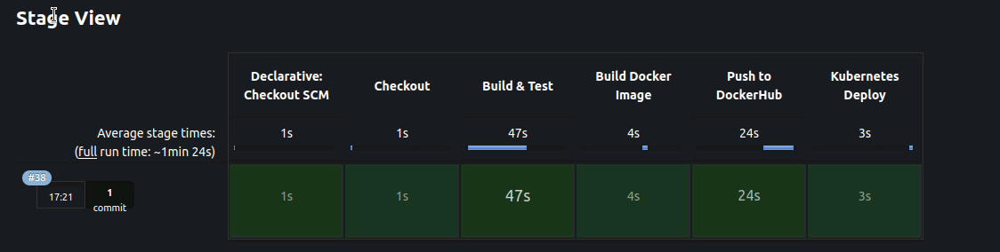 Stage View
Declarative:
Checkout SCM
Checkout
Build & Test
Build Docker
Image
Push to
DockerHub
Kubernetes
Deploy
Average stage times:
(full run time: ~1min 24s)
1s
1s
47s
4s
24s
3s
#38
17:21
1
commit
1s
1s
47s
4s
24s
3s